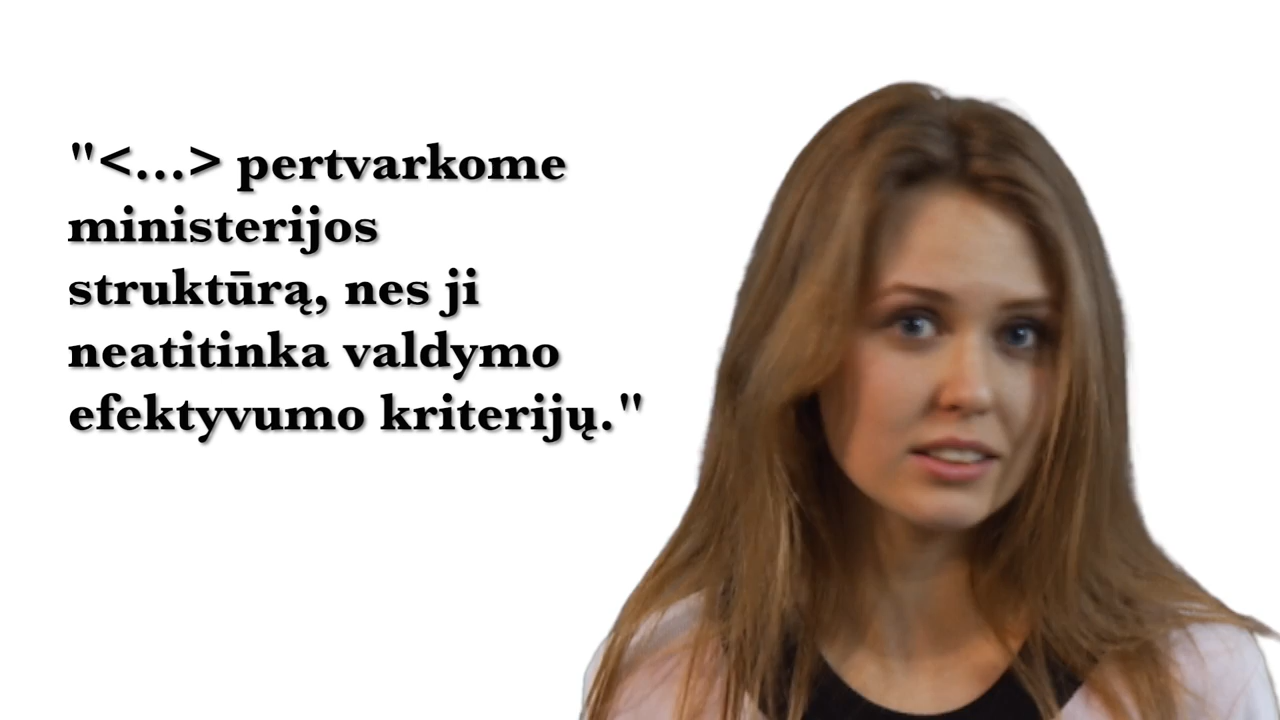 "<...> pertvarkome
ministerijos
struktūrą, nes ji
neatitinka valdymo
efektyvumo kriterijų."